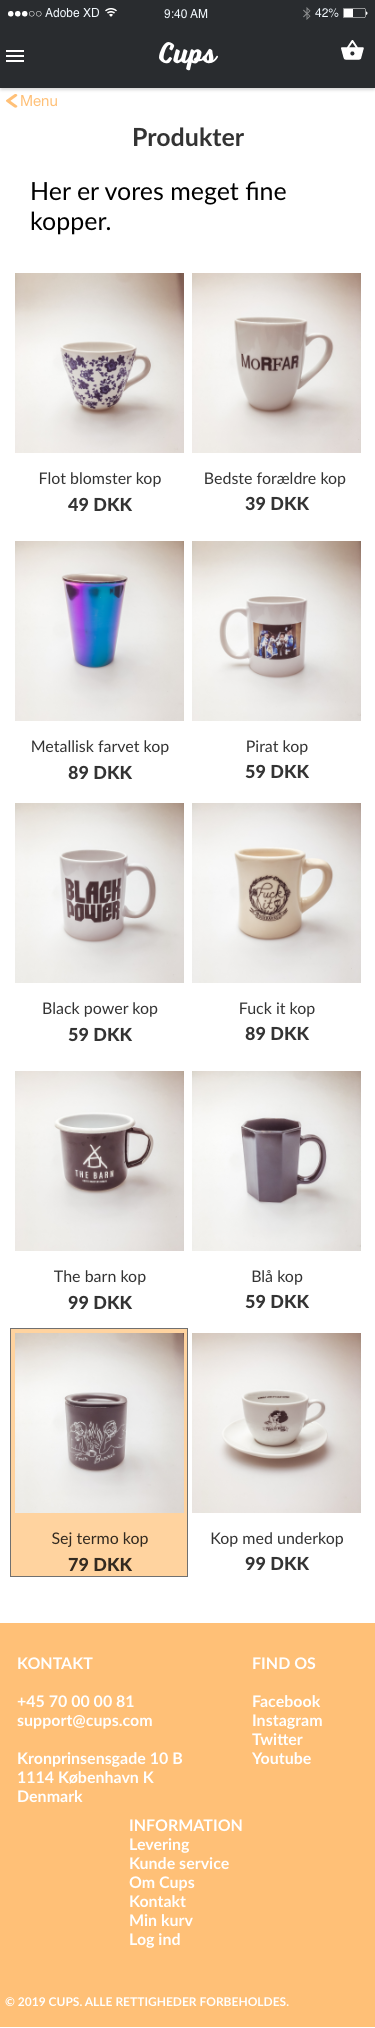 Adobe XD
9:40 AM
42%
Cups
Menu
Produkter
Her er vores meget fine
kopper.
MORFAR
Flot blomster kop
49 DKK
Bedste forældre kop
39 DKK
Metallisk farvet kop
89 DKK
Pirat kop
59 DKK
BLACK
POWER
Fuck
it
Black power kop
59 DKK
Fuck it kop
89 DKK
THE BARN
The barn kop
99 DKK
Blå kop
59 DKK
Four Barrel
Sej termo kop
79 DKK
Kop med underkop
99 DKK
KONTAKT
+45 70 00 00 81
support@cups.com
Kronprinsensgade 10 B
1114 København K
Denmark
FIND OS
Facebook
Instagram
Twitter
Youtube
INFORMATION
Levering
Kunde service
Om Cups
Kontakt
Min kurv
Log ind
© 2019 CUPS. ALLE RETTIGHEDER FORBEHOLDES.